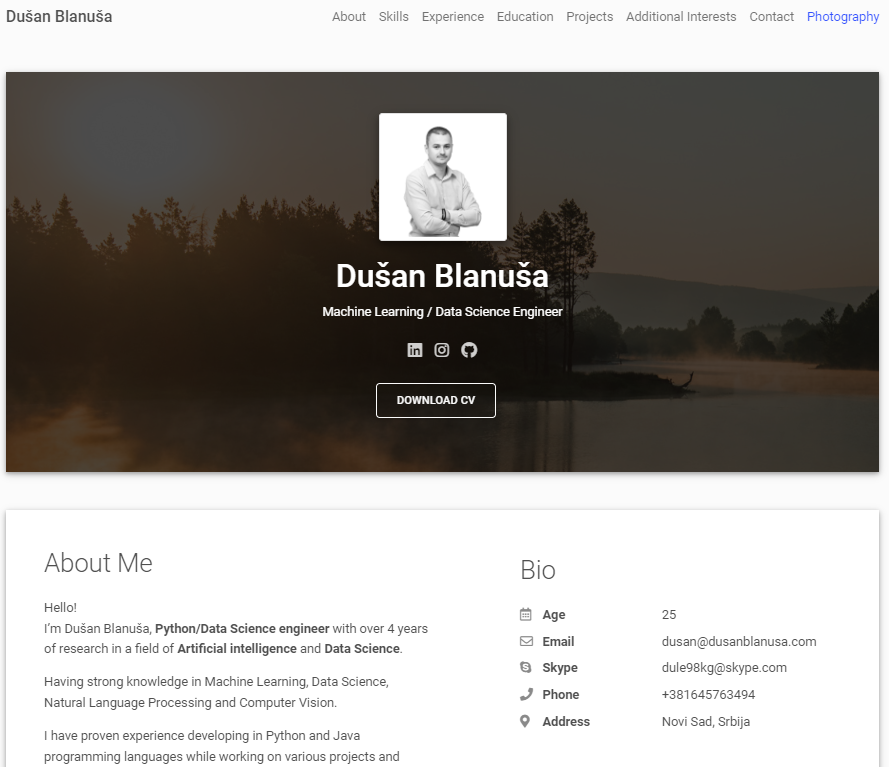 Dušan Blanuša
About Skills Experience Education Projects Additional Interests Contact Photography
Dušan Blanuša
Machine Learning / Data Science Engineer
DOWNLOAD CV
About Me
Hello!
I’m Dušan Blanuša, Python/Data Science engineer with over 4 years
of research in a field of Artificial intelligence and Data Science.
Having strong knowledge in Machine Learning, Data Science,
Natural Language Processing and Computer Vision.
I have proven experience developing in Python and Java
programming languages while working on various projects and
Bio
Age 25
Email dusan@dusanblanusa.com
Skype dule98kg@skype.com
Phone +381645763494
Address Novi Sad, Srbija